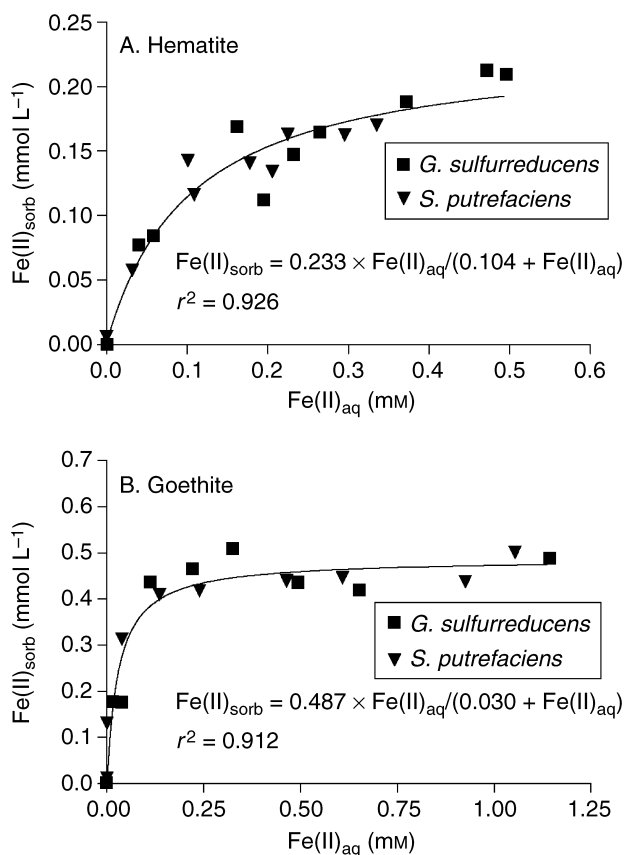 A. Hematite
Fe(II)sorb (mmol L–1)
0.25
0.20
0.15
0.10
0.05
0.00
G. sulfurreducens
S. putrefaciens
Fe(II)sorb = 0.233 × Fe(II)aq/(0.104 + Fe(II)aq)
r2 = 0.926
0.0 0.1 0.2 0.3 0.4 0.5 0.6
Fe(II)aq (mM)
B. Goethite
Fe(II)sorb (mmol L–1)
0.7
0.6
0.5
0.4
0.3
0.2
0.1
0.0
G. sulfurreducens
S. putrefaciens
Fe(II)sorb = 0.487 × Fe(II)aq/(0.030 + Fe(II)aq)
r2 = 0.912
0.00 0.25 0.50 0.75 1.00 1.25
Fe(II)aq (mM)